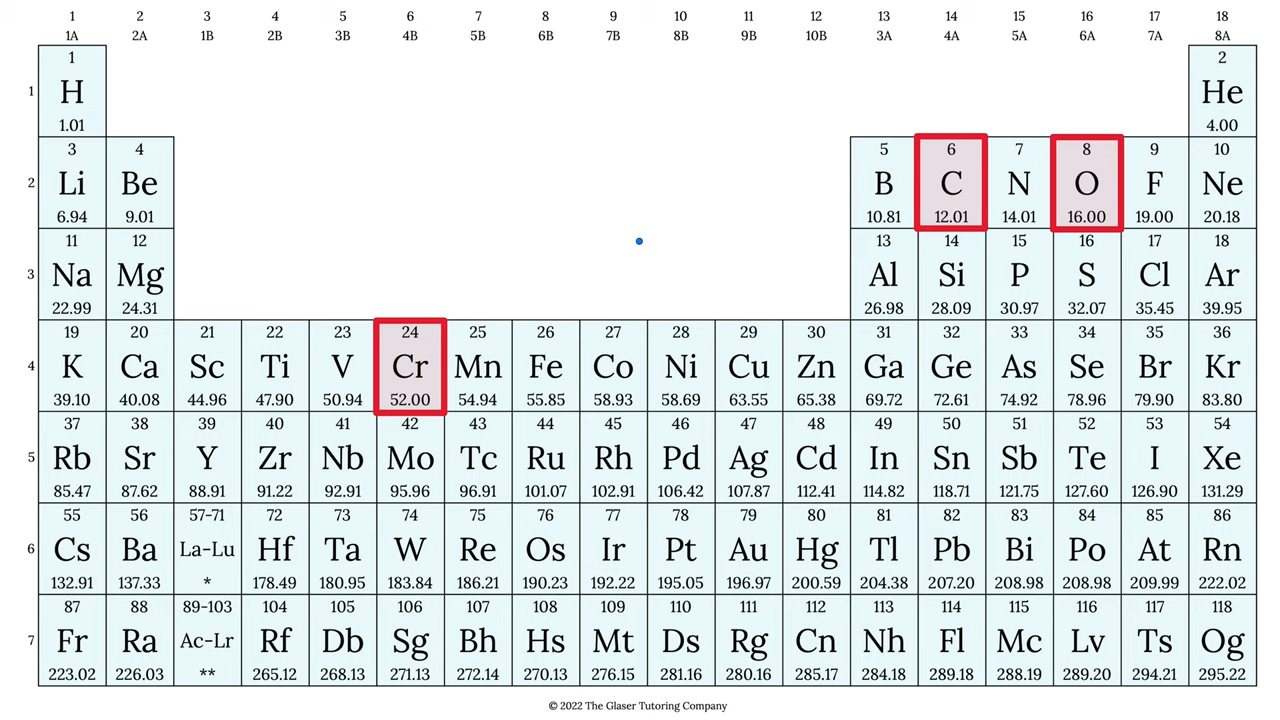 1 2 3 4 5 6 7 8 9 10 11 12 13 14 15 16 17 18
1A 2A 1B 2B 3B 4B 5B 6B 7B 8B 9B 10B 3A 4A 5A 6A 7A 8A
1 2
1 H He
1.01 4.00
3 4 5 6 7 8 9 10
2 Li Be B C N O F Ne
6.94 9.01 10.81 12.01 14.01 16.00 19.00 20.18
11 12 13 14 15 16 17 18
3 Na Mg Al Si P S Cl Ar
22.99 24.31 26.98 28.09 30.97 32.07 35.45 39.95
19 20 21 22 23 24 25 26 27 28 29 30 31 32 33 34 35 36
4 K Ca Sc Ti V Cr Mn Fe Co Ni Cu Zn Ga Ge As Se Br Kr
39.10 40.08 44.96 47.90 50.94 52.00 54.94 55.85 58.93 58.69 63.55 65.38 69.72 72.61 74.92 78.96 79.90 83.80
37 38 39 40 41 42 43 44 45 46 47 48 49 50 51 52 53 54
5 Rb Sr Y Zr Nb Mo Tc Ru Rh Pd Ag Cd In Sn Sb Te I Xe
85.47 87.62 88.91 91.22 92.91 95.96 96.91 101.07 102.91 106.42 107.87 112.41 114.82 118.71 121.75 127.60 126.90 131.29
55 56 57-71 72 73 74 75 76 77 78 79 80 81 82 83 84 85 86
6 Cs Ba La-Lu Hf Ta W Re Os Ir Pt Au Hg Tl Pb Bi Po At Rn
132.91 137.33 * 178.49 180.95 183.84 186.21 190.23 192.22 195.05 196.97 200.59 204.38 207.20 208.98 208.98 209.99 222.02
87 88 89-103 104 105 106 107 108 109 110 111 112 113 114 115 116 117 118
7 Fr Ra Ac-Lr Rf Db Sg Bh Hs Mt Ds Rg Cn Nh Fl Mc Lv Ts Og
223.02 226.03 ** 265.12 268.13 271.13 272.14 270.13 276.15 281.16 280.16 285.17 284.18 289.18 288.19 289.20 294.21 295.22
© 2022 The Glaser Tutoring Company